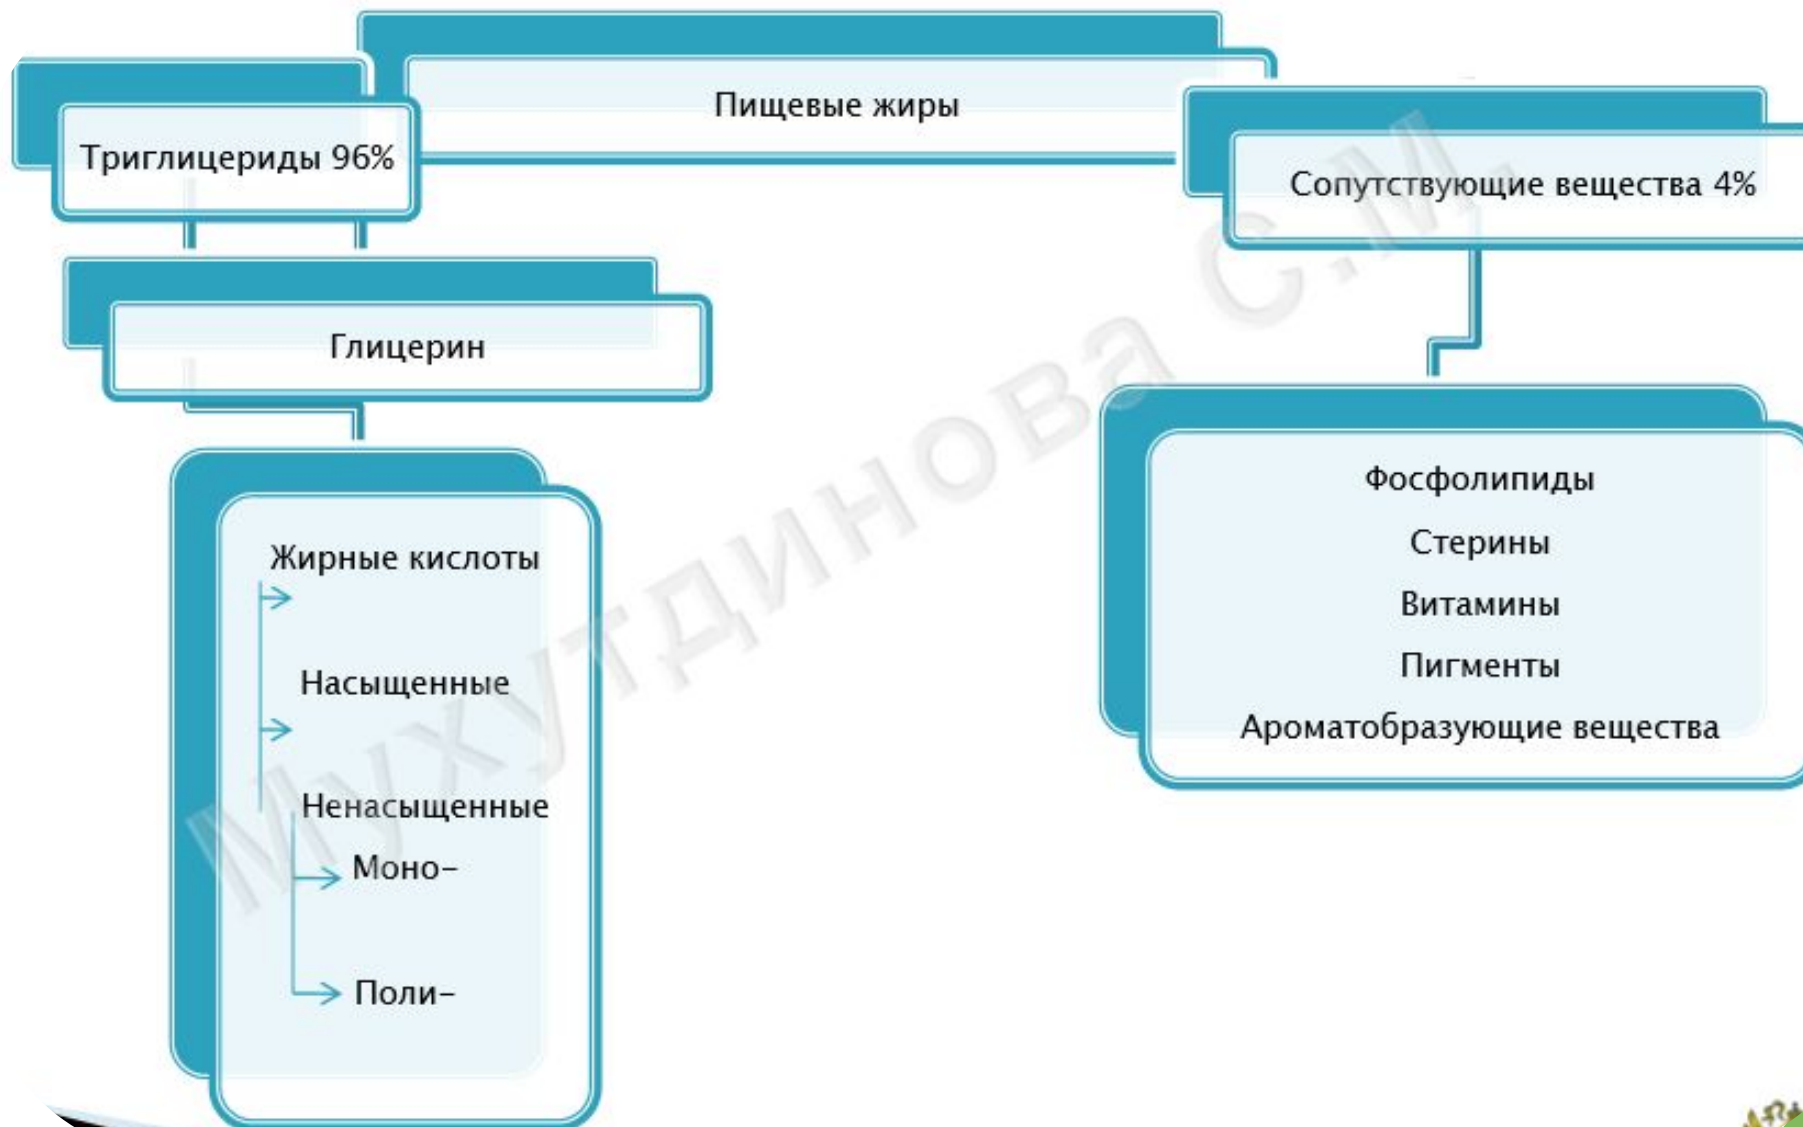 Пищевые жиры
Триглицериды 96%
Сопутствующие вещества 4%
Глицерин
Жирные кислоты
Насыщенные
Ненасыщенные
Моно-
Поли-
Фосфолипиды
Стерины
Витамины
Пигменты
Ароматобразующие вещества
Мухутдинова С.М.